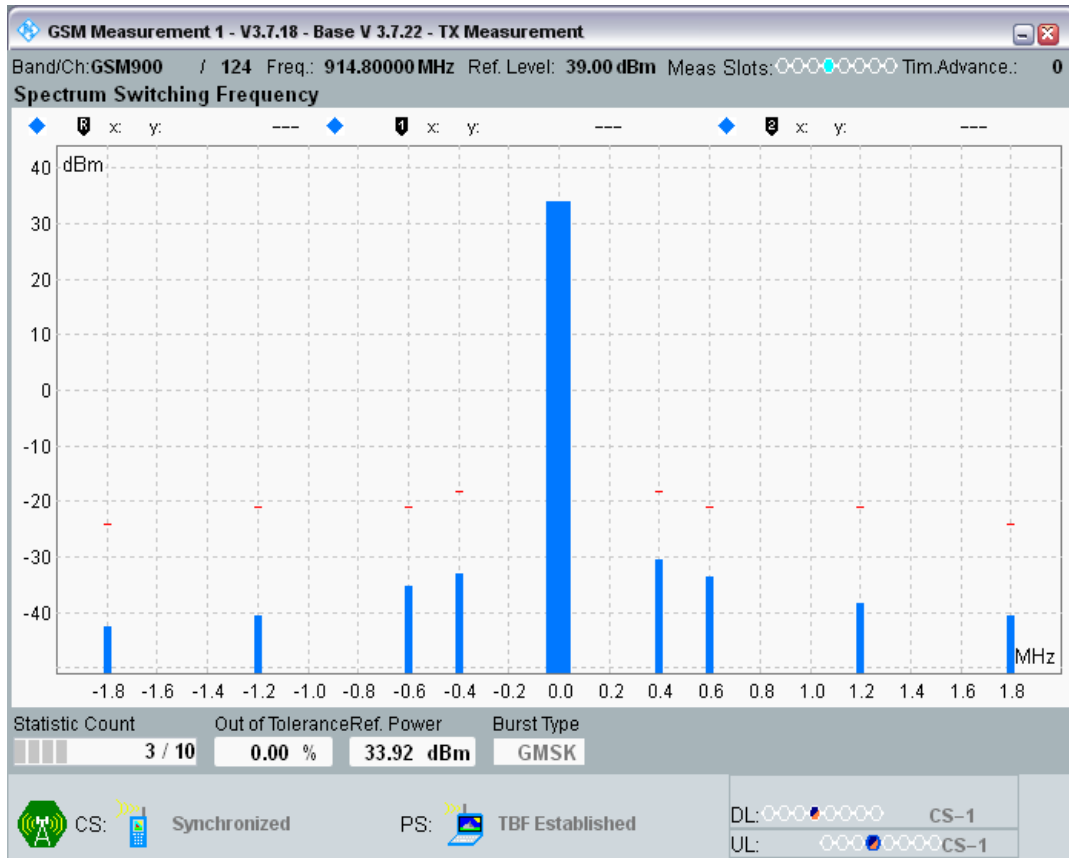 GSM Measurement 1 - V3.7.18 - Base V 3.7.22 - TX Measurement
Band/Ch:GSM900 / 124 Freq.: 914.80000 MHz Ref. Level: 39.00 dBm Meas Slots: Tim.Advance.: 0
Spectrum Switching Frequency
R x: y: --- 1 x: y: --- 2 x: y: ---
dBm
40
30
20
10
0
-10
-20
-30
-40
MHz
-1.8 -1.6 -1.4 -1.2 -1.0 -0.8 -0.6 -0.4 -0.2 0.0 0.2 0.4 0.6 0.8 1.0 1.2 1.4 1.6 1.8
Statistic Count Out of Tolerance Ref. Power Burst Type
3 / 10 0.00 % 33.92 dBm GMSK
CS: Synchronized PS: TBF Established DL: CS-1
UL: CS-1